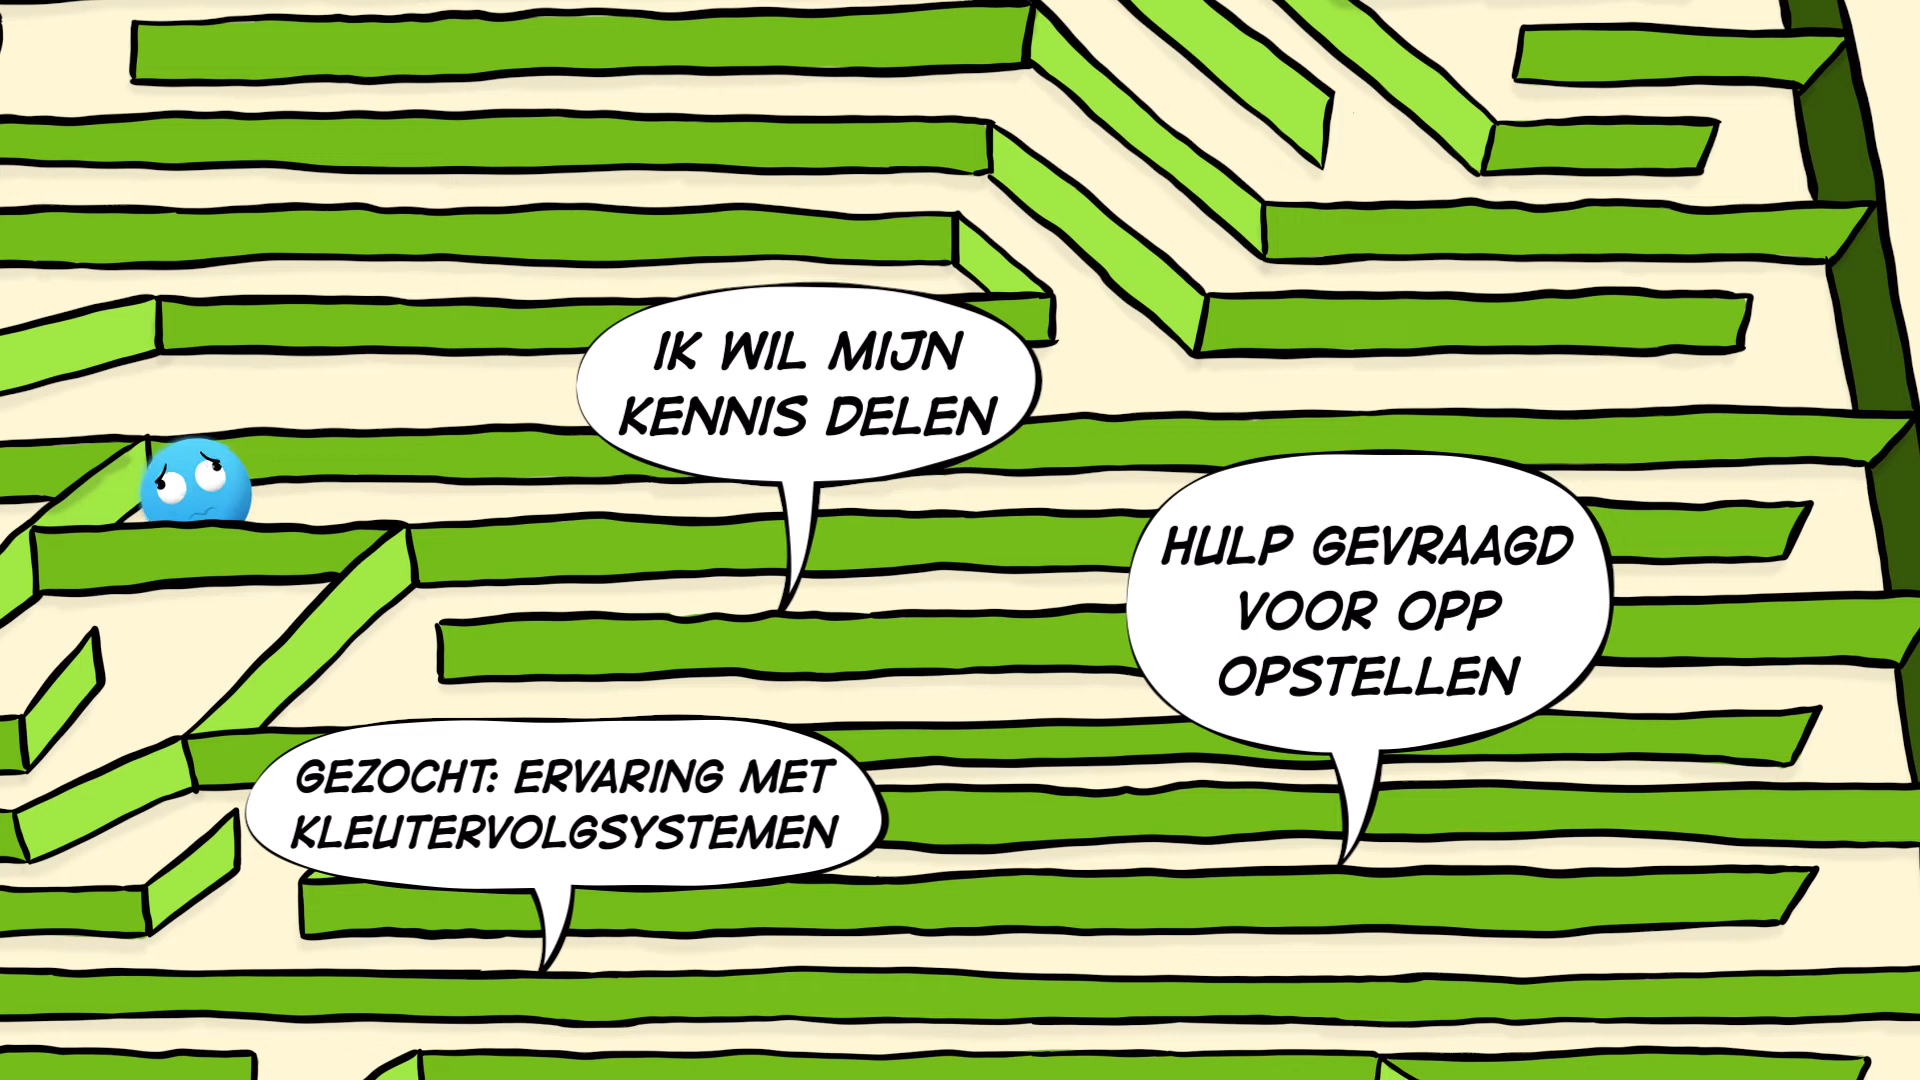 IK WIL MIJN
KENNIS DELEN
HULP GEVRAAGD
VOOR OPP
OPSTELLEN
GEZOCHT: ERVARING MET
KLEUTERVOLGSYSTEMEN